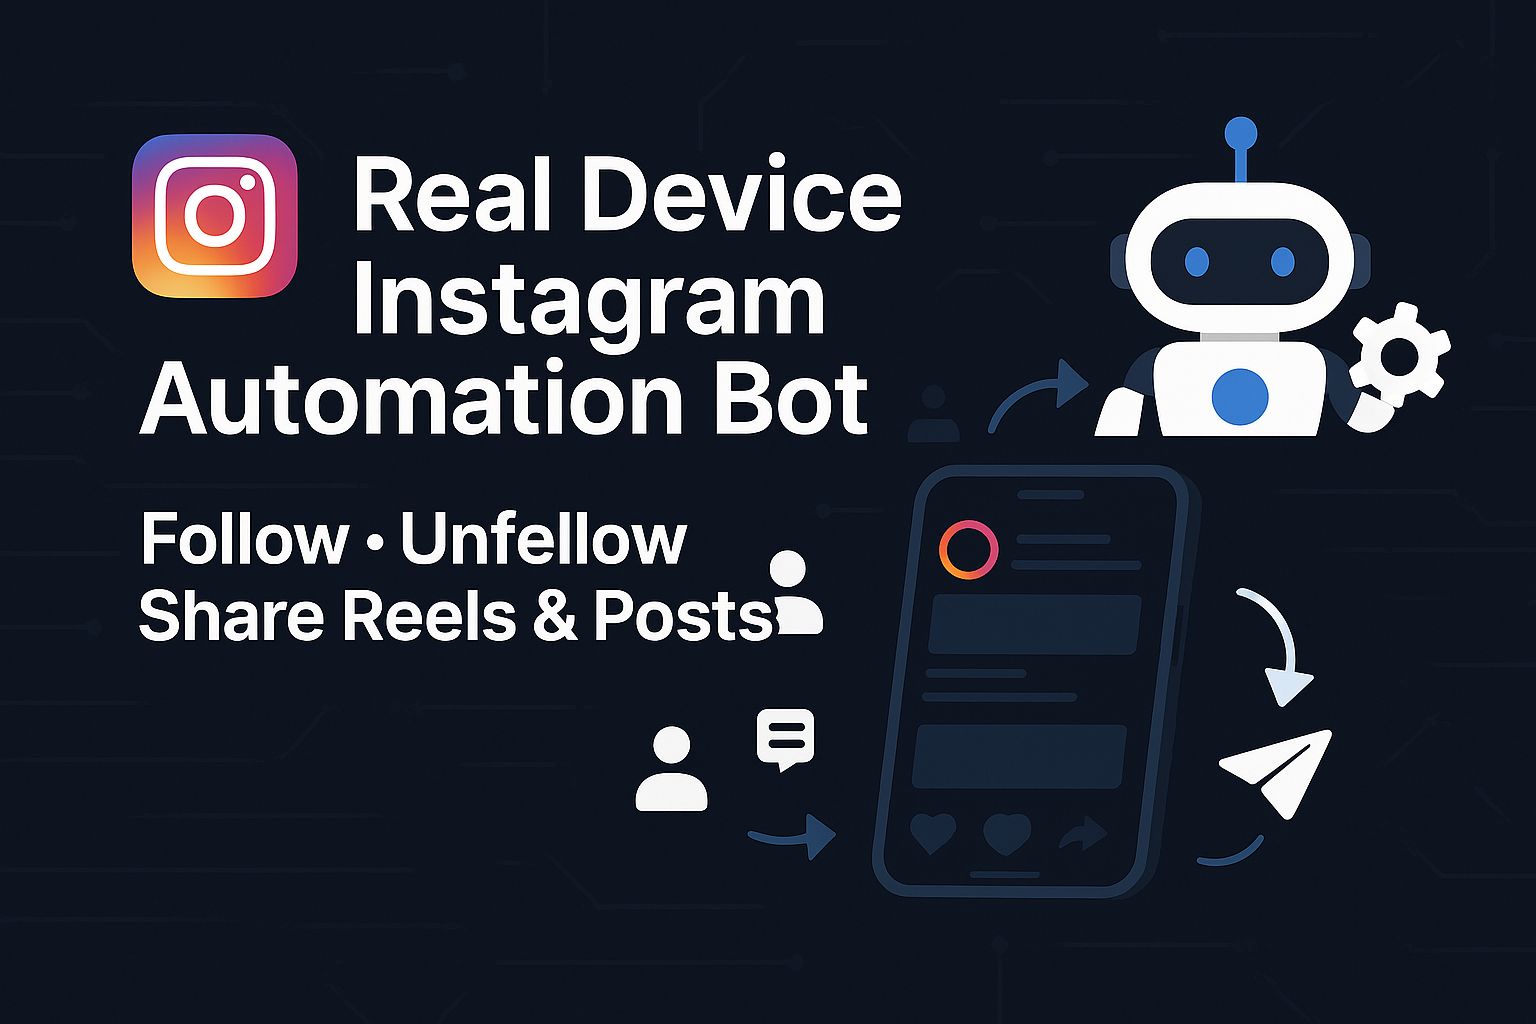 Real Device
Instagram
Automation Bot
Follow • Unfellow
Share Reels & Posts